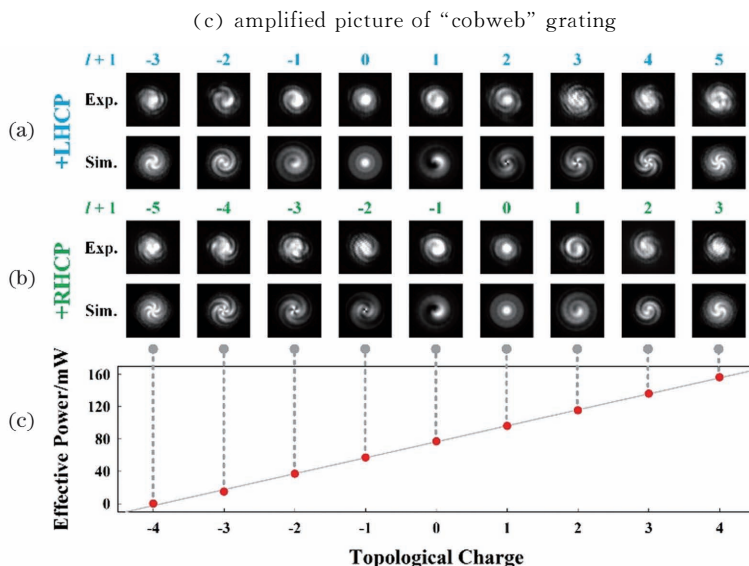 (c) amplified picture of “cobweb” grating
l + 1 -3 -2 -1 0 1 2 3 4 5
(a) +LHCP Exp.
Sim.
l + 1 -5 -4 -3 -2 -1 0 1 2 3
(b) +RHCP Exp.
Sim.
(c) Effective Power/mW
160
120
80
40
0
-4 -3 -2 -1 0 1 2 3 4
Topological Charge